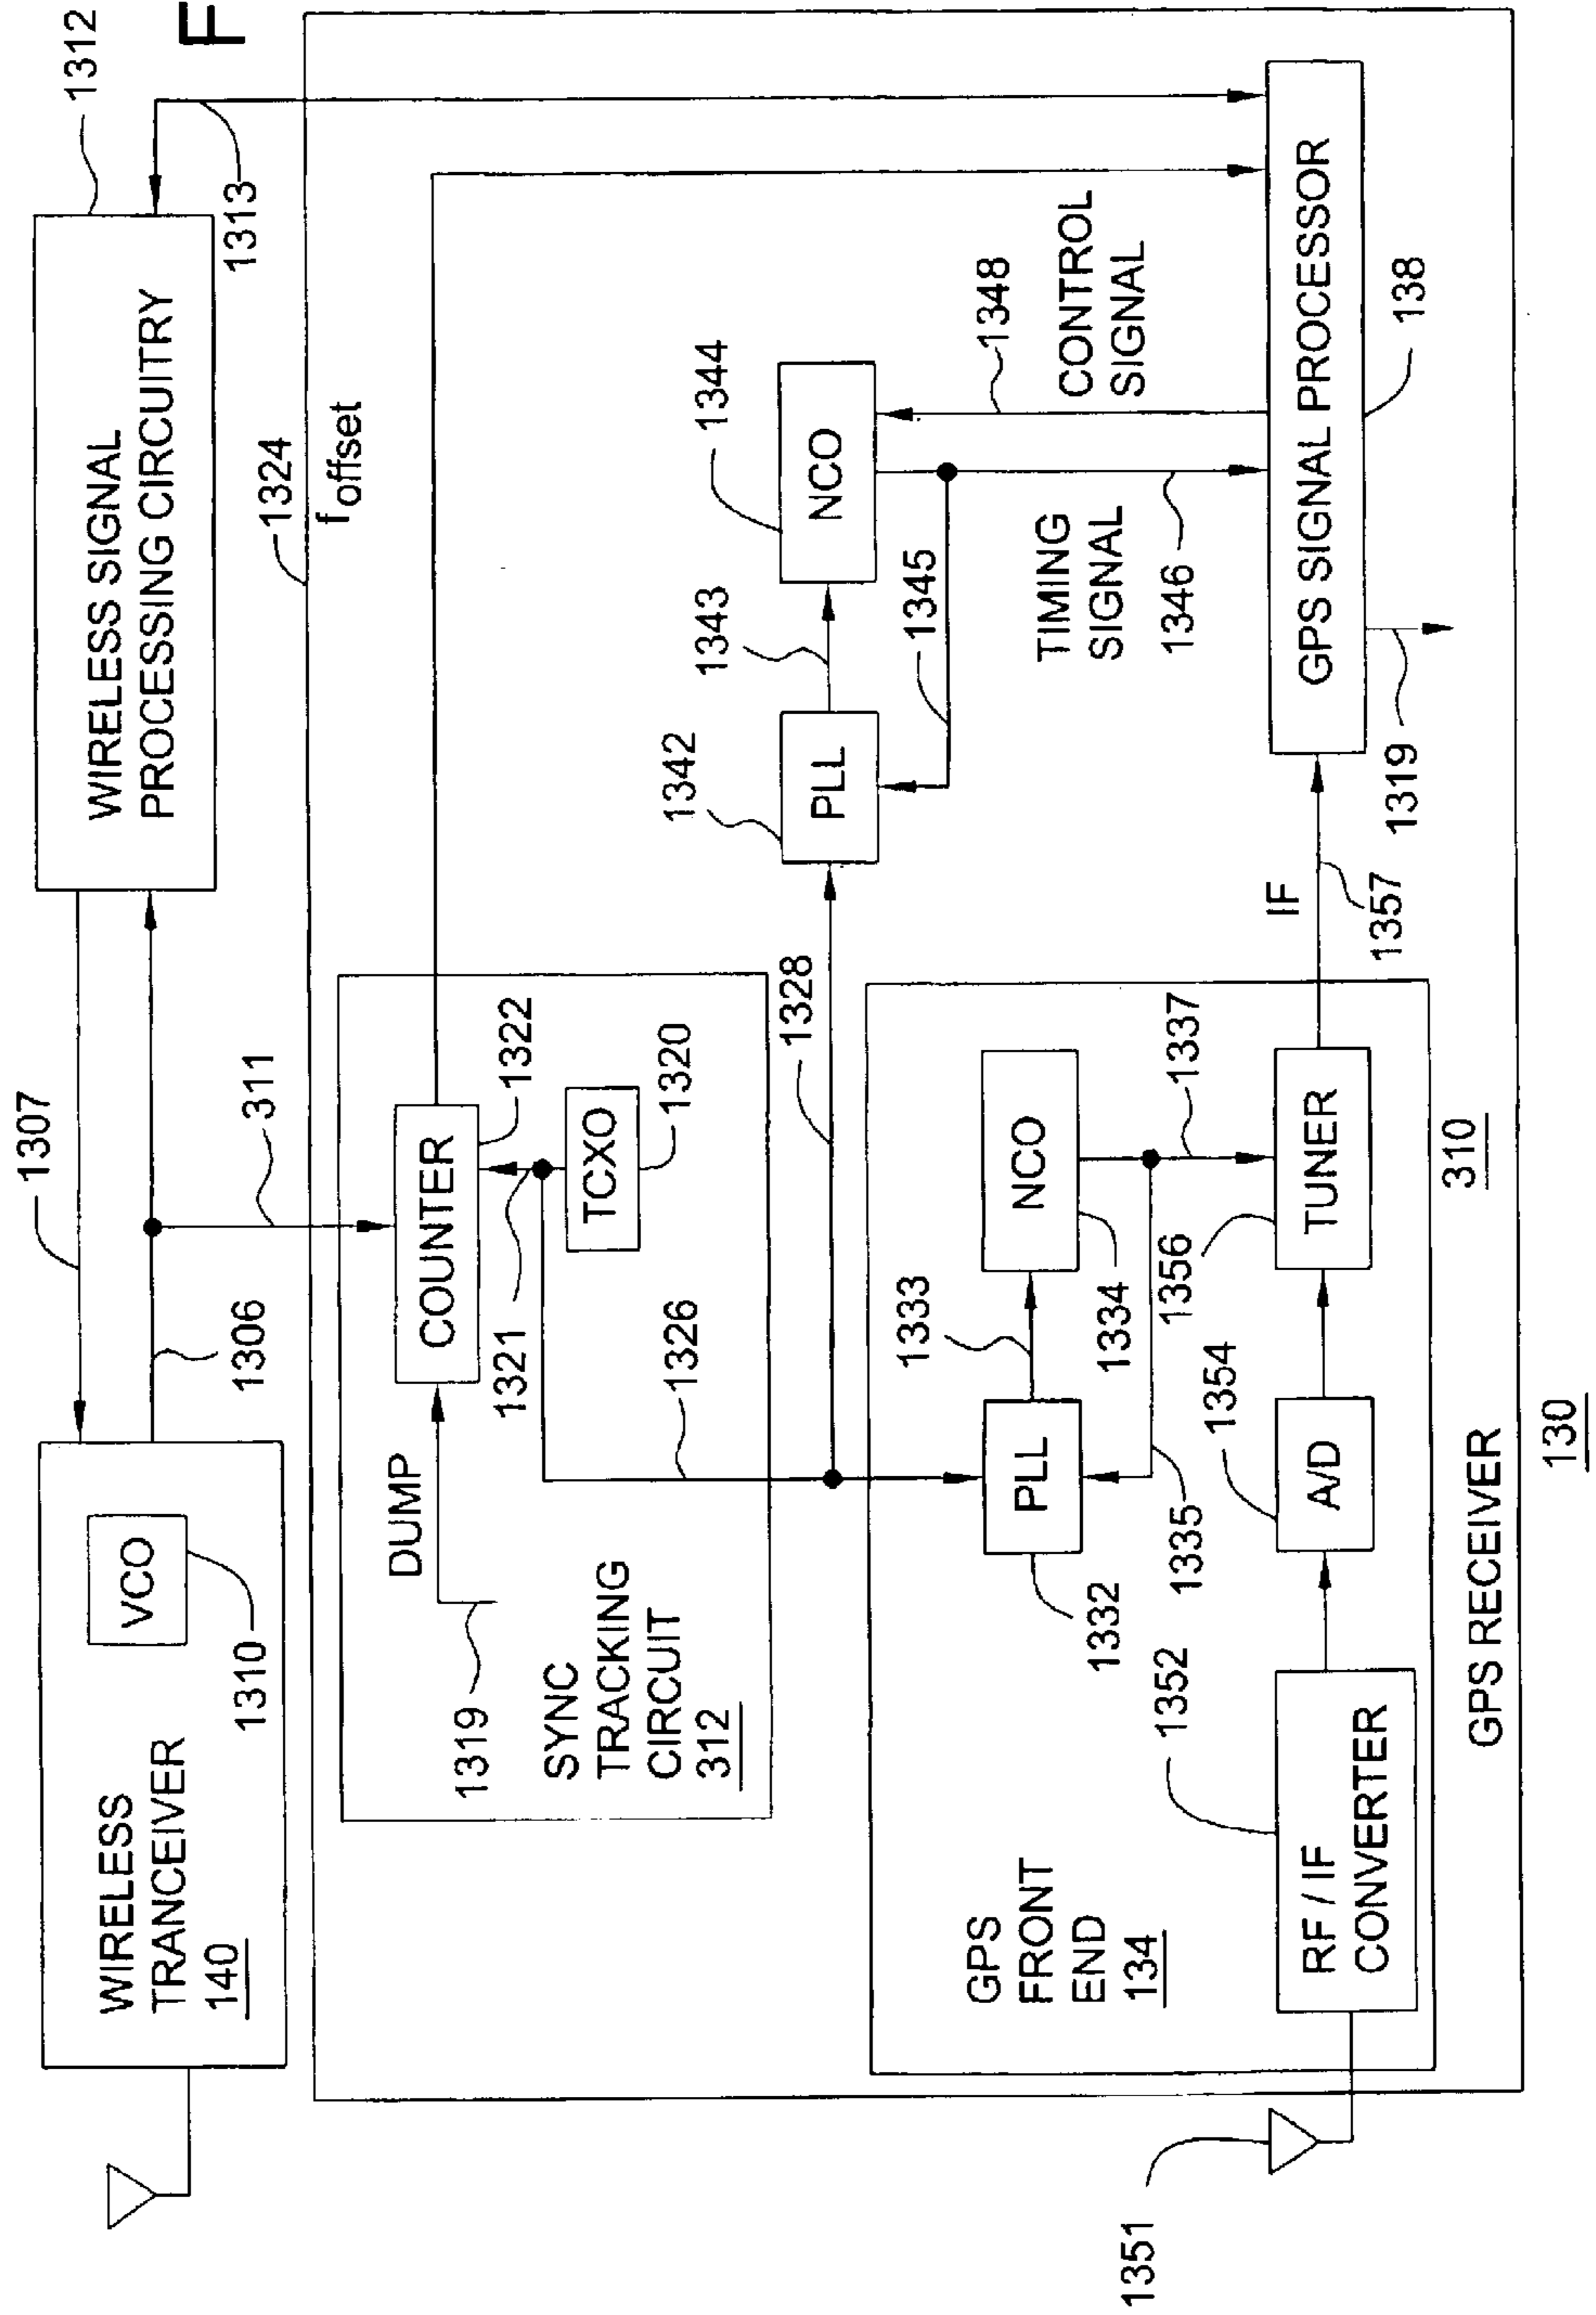 F
1307
WIRELESS
TRANCEIVER
140
VCO
1310
1306
311
WIRELESS SIGNAL
PROCESSING CIRCUITRY
1312
1313
1324
f offset
DUMP
1319
SYNC
TRACKING
CIRCUIT
312
COUNTER
1322
1321
TCXO
1320
1326
1328
PLL
1342
1343
NCO
1344
1345
TIMING
SIGNAL
1346
1348
CONTROL
SIGNAL
GPS
FRONT
END
134
PLL
1332
1333
NCO
1334
1335
1337
1351
RF / IF
CONVERTER
1352
A/D
1354
TUNER
1356
IF
1357
GPS SIGNAL PROCESSOR
138
1319
310
GPS RECEIVER
130